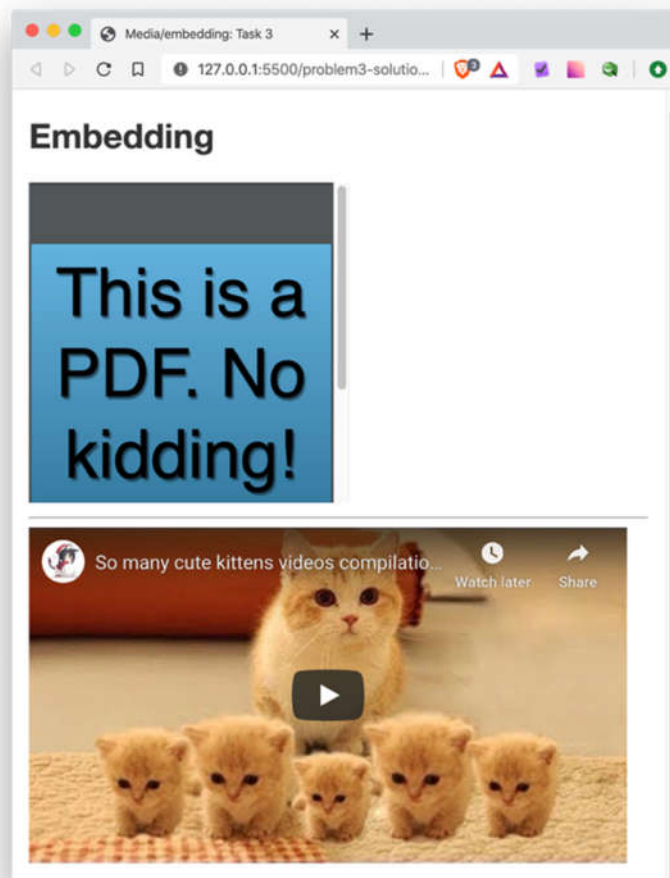 Media/embedding: Task 3
127.0.0.1:5500/problem3-solutio...
3
Embedding
This is a
PDF. No
kidding!
So many cute kittens videos compilatio...
Watch later
Share